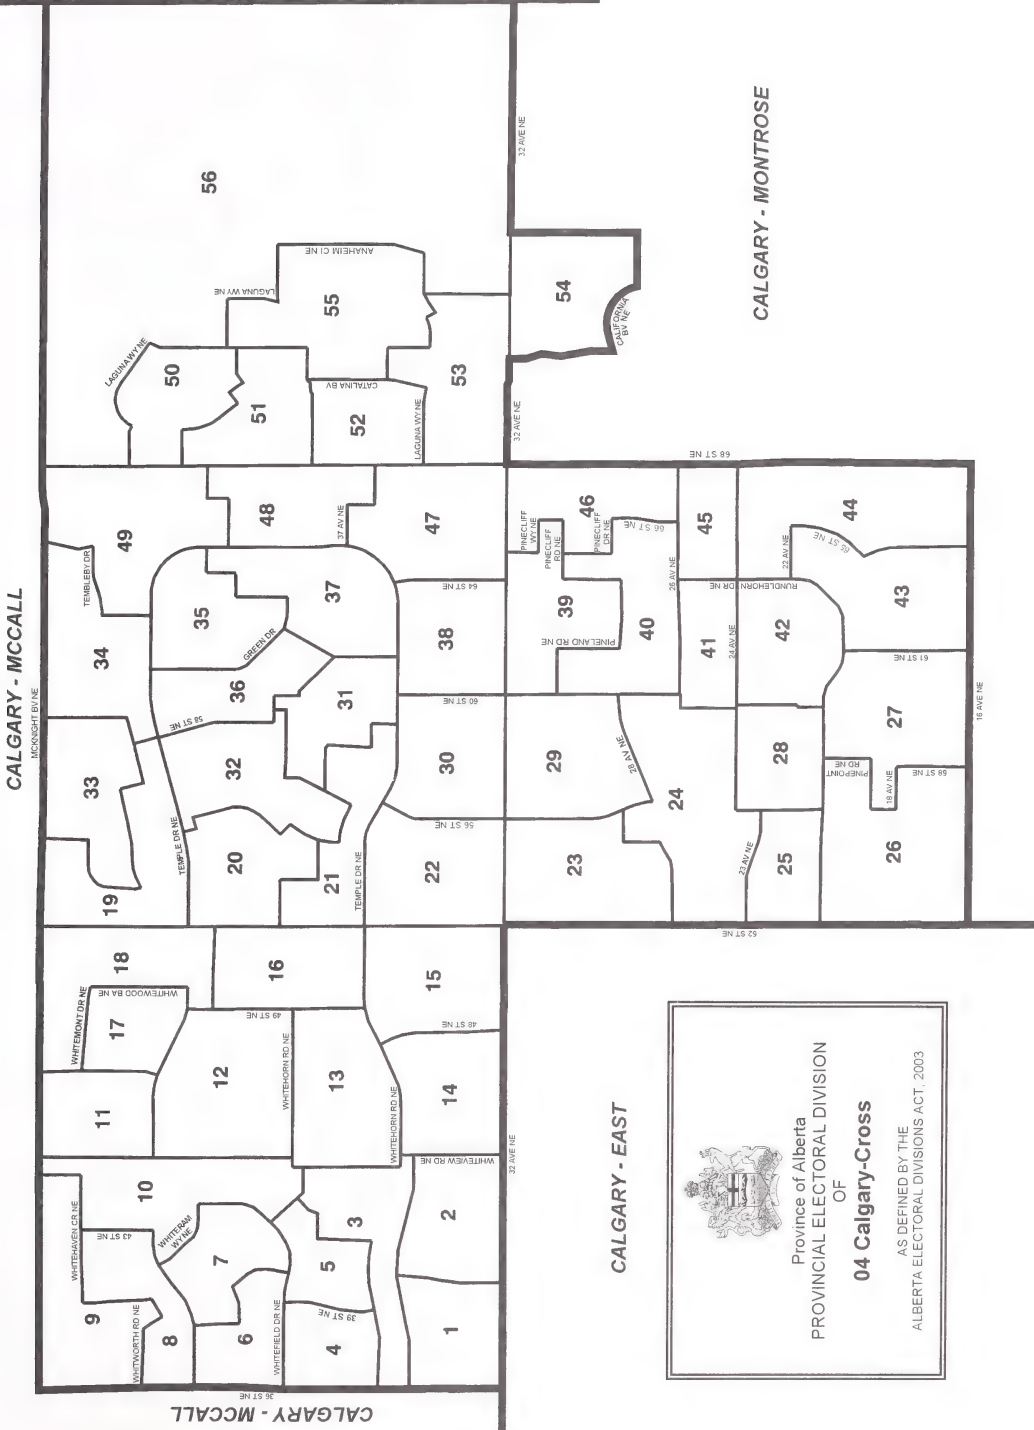 CALGARY - MCCALL
MCKNIGHT BV NE
CALGARY - MCCALL
36 ST NE
9
WHITEHAVEN CR NE
WHITWORTH RD NE
8
43 ST NE
10
WHITERAM
WY NE
7
6
WHITEFIELD DR NE
5
4
39 ST NE
3
1
2
WHITEVIEW RD NE
11
WHITEMONT DR NE
17
WHITEWOOD BA NE
18
12
49 ST NE
WHITEHORN RD NE
16
13
WHITEHORN RD NE
14
48 ST NE
15
32 AVE NE
19
33
34
TEMBLEBY DR
49
TEMPLE DR NE
58 ST NE
20
32
36
35
GREEN DR
48
21
31
37
37 AV NE
TEMPLE DR NE
22
56 ST NE
30
60 ST NE
38
64 ST NE
47
LAGUNA WY NE
50
51
LAGUNA WY NE
55
ANAHEIM CI NE
52
CATALINA BV
LAGUNA WY NE
53
56
32 AVE NE
32 AVE NE
54
CALIFORNIA
BV NE
CALGARY - MONTROSE
23
29
28 AV NE
24
39
PINELAND RD NE
40
PINECLIFF
WY NE
PINECLIFF
RD NE
PINECLIFF
DR NE
46
66 ST NE
68 ST NE
26 AV NE
41
RUNDLEHORN DR NE
45
24 AV NE
23 AV NE
25
28
42
22 AV NE
65 ST NE
44
43
61 ST NE
26
PINEPOINT
RD NE
18 AV NE
58 ST NE
27
16 AVE NE
52 ST NE
CALGARY - EAST
Province of Alberta
PROVINCIAL ELECTORAL DIVISION
OF
04 Calgary-Cross
AS DEFINED BY THE
ALBERTA ELECTORAL DIVISIONS ACT, 2003